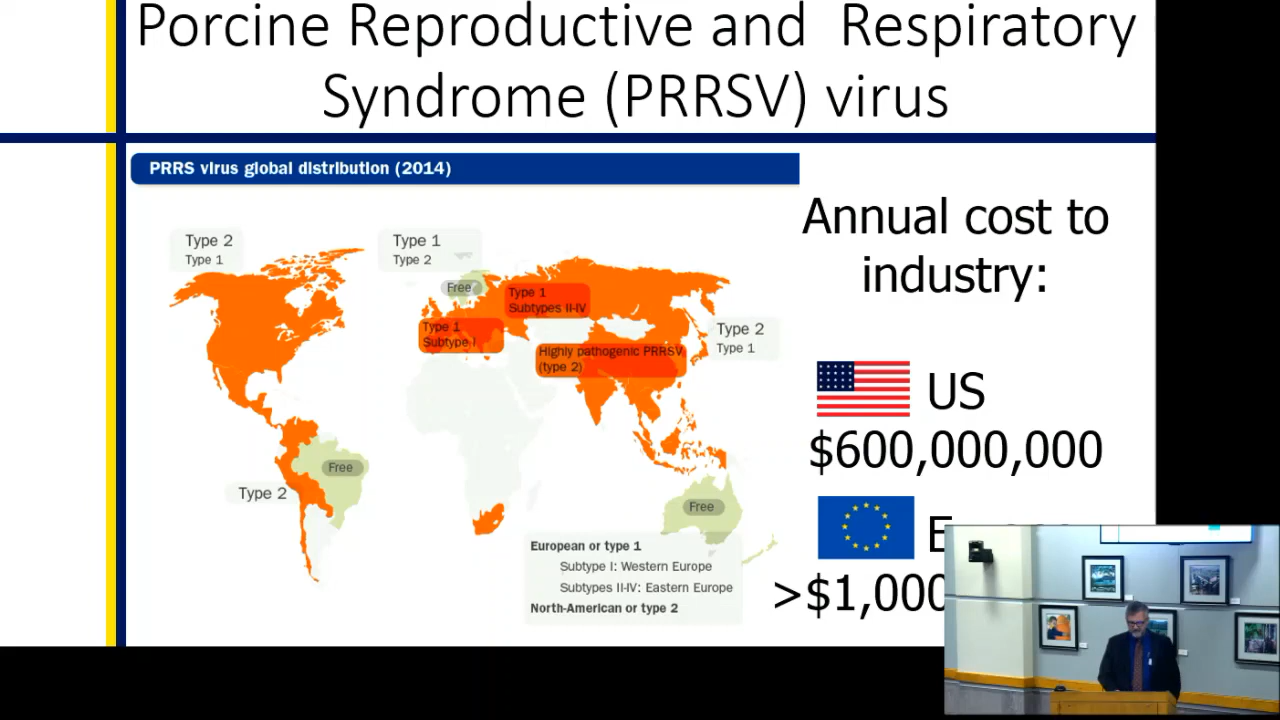 Porcine Reproductive and Respiratory
Syndrome (PRRSV) virus
PRRS virus global distribution (2014)
Type 2
Type 1
Type 1
Type 2
Free
Type 1
Subtypes II-IV
Type 1
Subtype I
Highly pathogenic PRRSV
(type 2)
Type 2
Type 1
Free
Type 2
Free
European or type 1
Subtype I: Western Europe
Subtypes II-IV: Eastern Europe
North-American or type 2
Annual cost to
industry:
US
$600,000,000
>$1,000